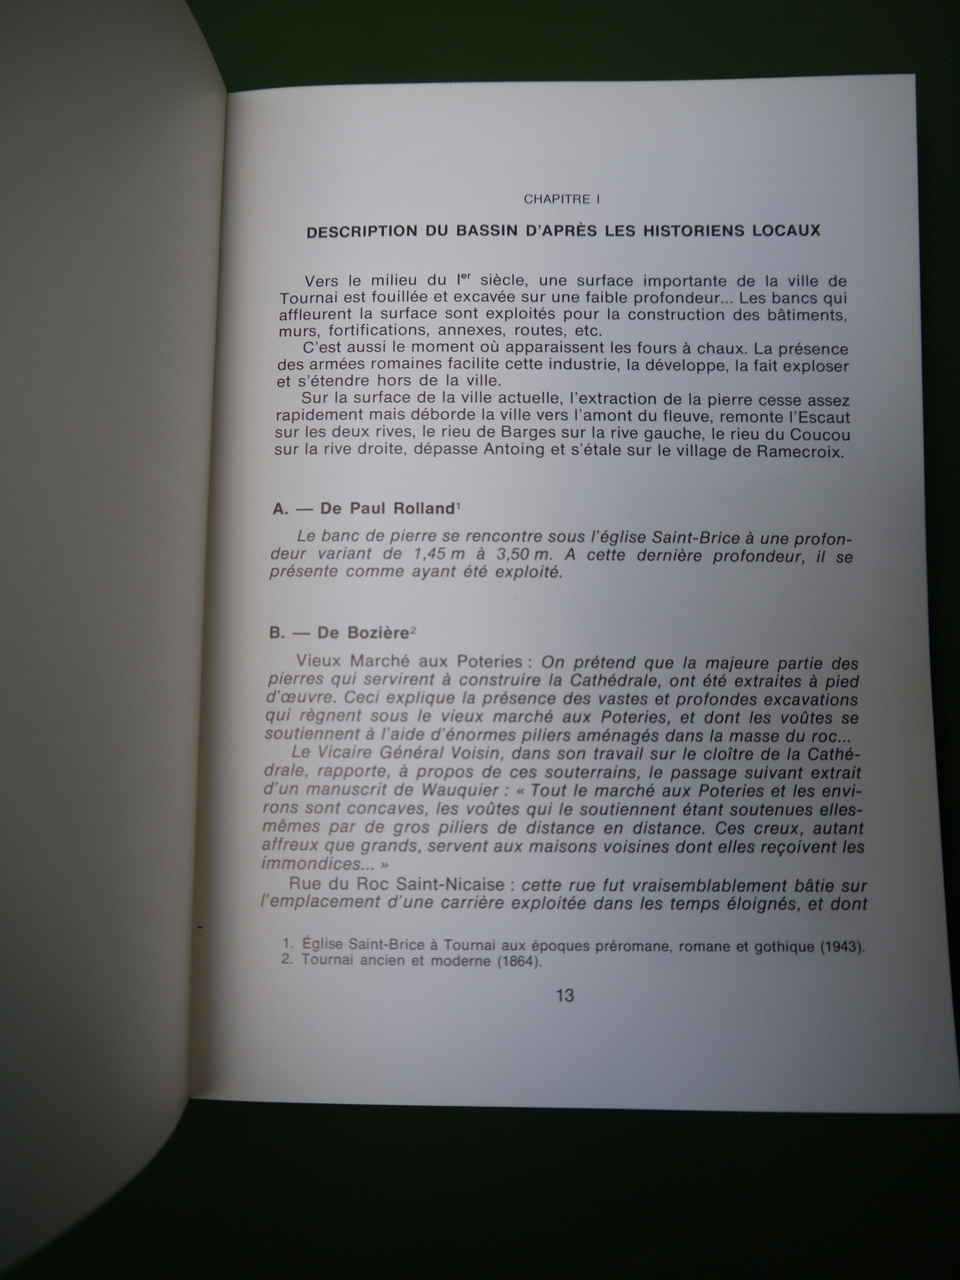 CHAPITRE I
DESCRIPTION DU BASSIN D'APRÈS LES HISTORIENS LOCAUX
Vers le milieu du Ier siècle, une surface importante de la ville de
Tournai est fouillée et excavée sur une faible profondeur... Les bancs qui
affleurent la surface sont exploités pour la construction des bâtiments,
murs, fortifications, annexes, routes, etc.
C'est aussi le moment où apparaissent les fours à chaux. La présence
des armées romaines facilite cette industrie, la développe, la fait exploser
et s'étendre hors de la ville.
Sur la surface de la ville actuelle, l'extraction de la pierre cesse assez
rapidement mais déborde la ville vers l'amont du fleuve, remonte l'Escaut
sur les deux rives, le rieu de Barges sur la rive gauche, le rieu du Coucou
sur la rive droite, dépasse Antoing et s'étale sur le village de Ramecroix.
A. — De Paul Rolland¹
Le banc de pierre se rencontre sous l'église Saint-Brice à une profon-
deur variant de 1,45 m à 3,50 m. A cette dernière profondeur, il se
présente comme ayant été exploité.
B. — De Bozière²
Vieux Marché aux Poteries : On prétend que la majeure partie des
pierres qui servirent à construire la Cathédrale, ont été extraites à pied
d'œuvre. Ceci explique la présence des vastes et profondes excavations
qui règnent sous le vieux marché aux Poteries, et dont les voûtes se
soutiennent à l'aide d'énormes piliers aménagés dans la masse du roc...
Le Vicaire Général Voisin, dans son travail sur le cloître de la Cathé-
drale, rapporte, à propos de ces souterrains, le passage suivant extrait
d'un manuscrit de Wauquier : « Tout le marché aux Poteries et les envi-
rons sont concaves, les voûtes qui le soutiennent étant soutenues elles-
mêmes par de gros piliers de distance en distance. Ces creux, autant
affreux que grands, servent aux maisons voisines dont elles reçoivent les
immondices... »
Rue du Roc Saint-Nicaise : cette rue fut vraisemblablement bâtie sur
l'emplacement d'une carrière exploitée dans les temps éloignés, et dont
1. Église Saint-Brice à Tournai aux époques préromane, romane et gothique (1943).
2. Tournai ancien et moderne (1864).
13